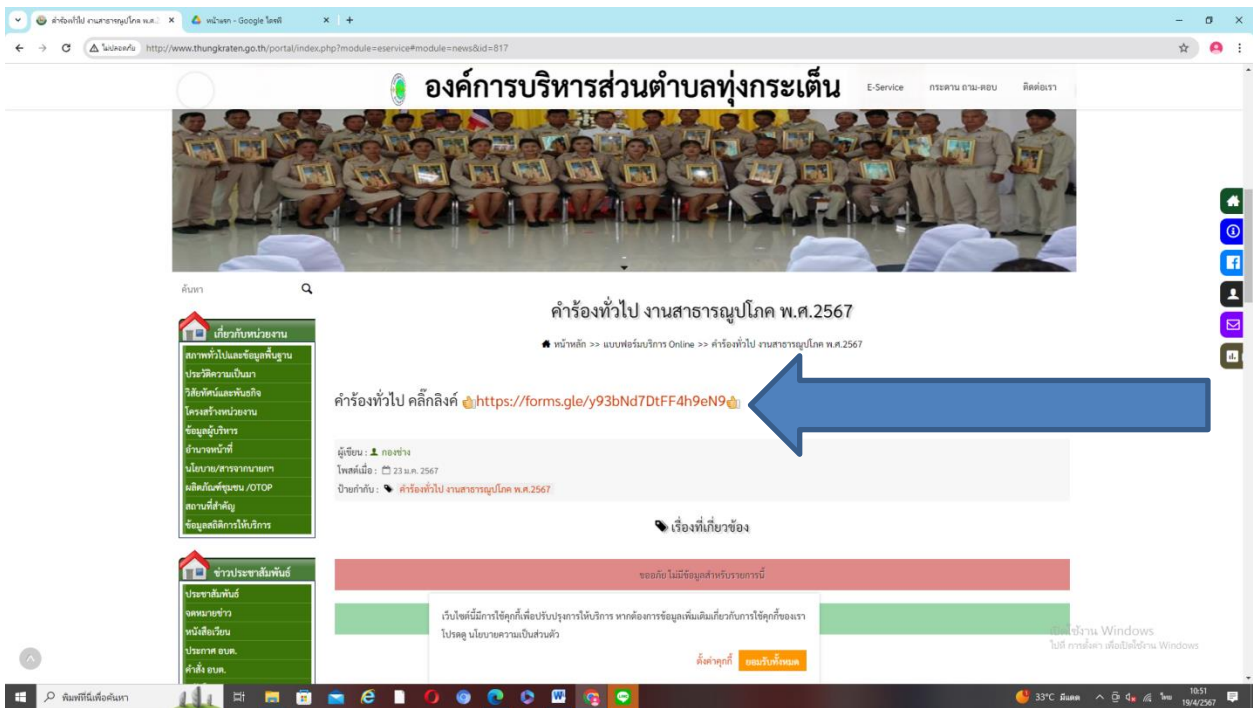 คำร้องทั่วไป งานสาธารณูปโภค พ.ศ.
หน้าแรก - Google ไดรฟ์
ไม่ปลอดภัย
http://www.thungkraten.go.th/portal/index.php?module=eservice#module=news&id=817
องค์การบริหารส่วนตำบลทุ่งกระเต็น
E-Service
กระดาน ถาม-ตอบ
ติดต่อเรา
ค้นหา
เกี่ยวกับหน่วยงาน
สภาพทั่วไปและข้อมูลพื้นฐาน
ประวัติความเป็นมา
วิสัยทัศน์และพันธกิจ
โครงสร้างหน่วยงาน
ข้อมูลผู้บริหาร
อำนาจหน้าที่
นโยบาย/สารจากนายกฯ
ผลิตภัณฑ์ชุมชน /OTOP
สถานที่สำคัญ
ข้อมูลสถิติการให้บริการ
ข่าวประชาสัมพันธ์
ประชาสัมพันธ์
จดหมายข่าว
หนังสือเวียน
ประกาศ อบต.
คำสั่ง อบต.
คำร้องทั่วไป งานสาธารณูปโภค พ.ศ.2567
หน้าหลัก >> แบบฟอร์มบริการ Online >> คำร้องทั่วไป งานสาธารณูปโภค พ.ศ.2567
คำร้องทั่วไป คลิ๊กลิงค์ 👍https://forms.gle/y93bNd7DtFF4h9eN9👍
ผู้เขียน : กองช่าง
โพสต์เมื่อ : 23 ม.ค. 2567
ป้ายกำกับ : คำร้องทั่วไป งานสาธารณูปโภค พ.ศ.2567
เรื่องที่เกี่ยวข้อง
ขออภัย ไม่มีข้อมูลสำหรับรายการนี้
เว็บไซต์นี้มีการใช้คุกกี้เพื่อปรับปรุงการให้บริการ หากต้องการข้อมูลเพิ่มเติมเกี่ยวกับการใช้คุกกี้ของเรา
โปรดดู นโยบายความเป็นส่วนตัว
ตั้งค่าคุกกี้
ยอมรับทั้งหมด
เปิดใช้งาน Windows
ไปที่ การตั้งค่า เพื่อเปิดใช้งาน Windows
พิมพ์ที่นี่เพื่อค้นหา
33°C มีแดด
ไทย
10:51
19/4/2567